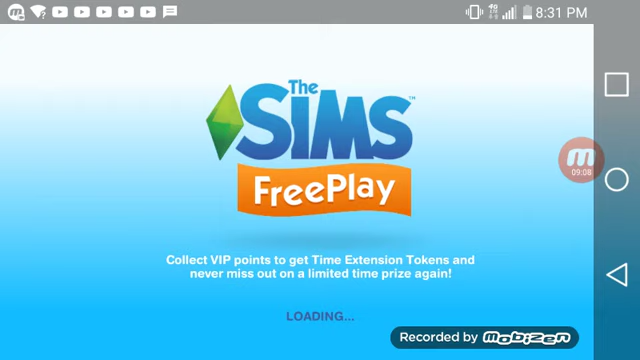 8:31 PM
The
SIMS™
FreePlay
09:08
Collect VIP points to get Time Extension Tokens and
never miss out on a limited time prize again!
LOADING...
Recorded by mobizen